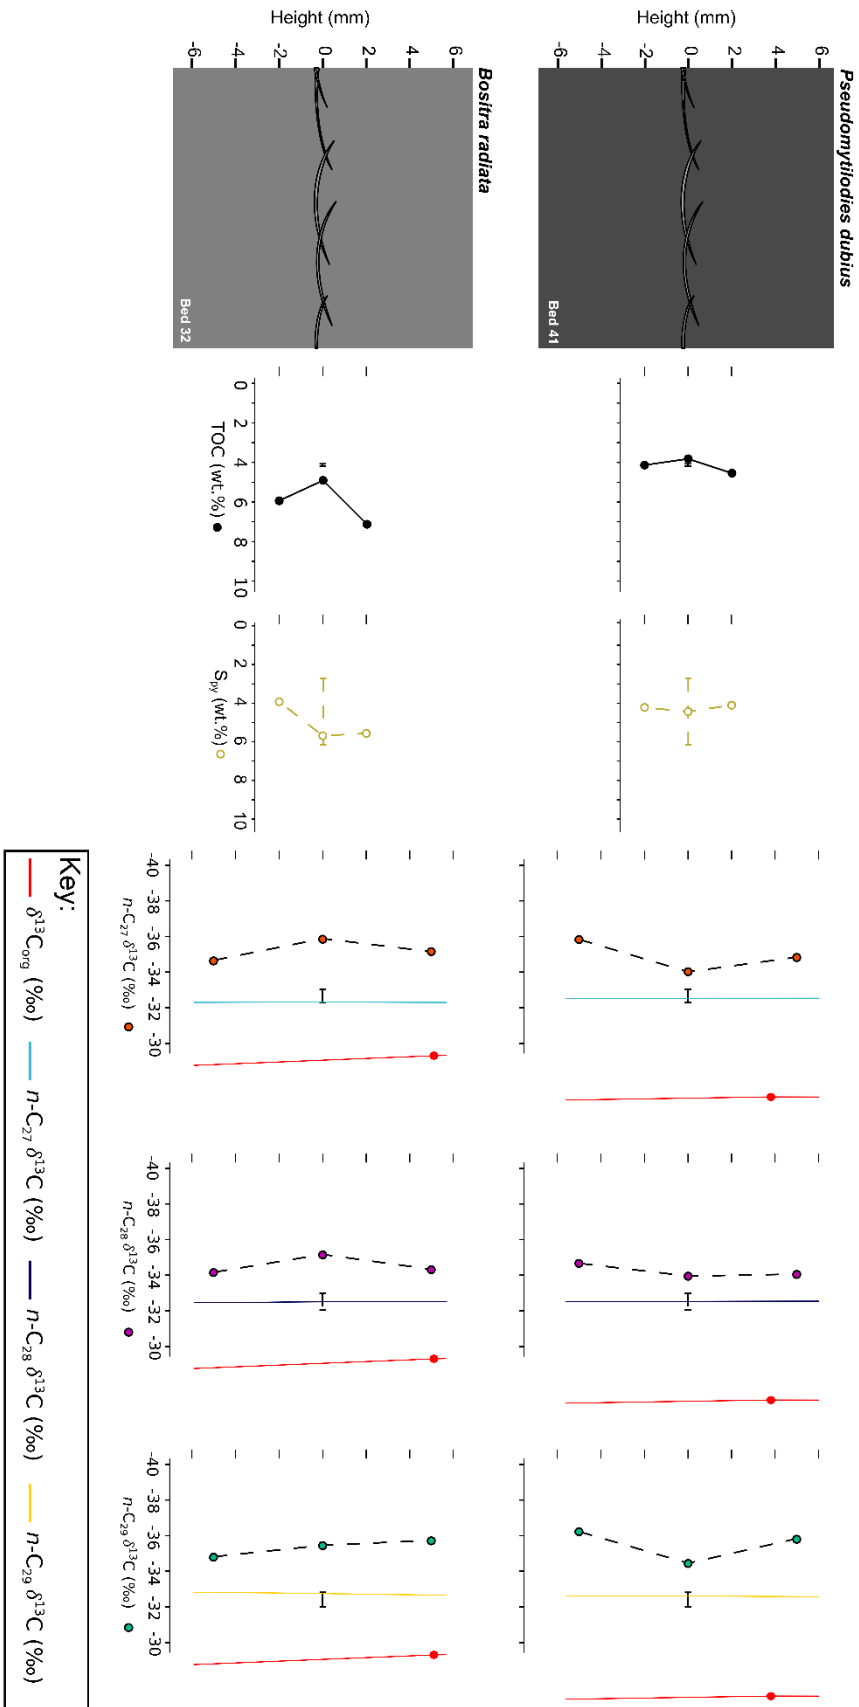 Pseudomytilodies dubius
Height (mm)
6
4
2
0
-2
-4
-6
Bed 41
Bositra radiata
Height (mm)
6
4
2
0
-2
-4
-6
Bed 32
0 2 4 6 8 10
TOC (wt.%)
0 2 4 6 8 10
Spy (wt.%)
-40 -38 -36 -34 -32 -30
n-C27 δ13C (‰)
-40 -38 -36 -34 -32 -30
n-C28 δ13C (‰)
-40 -38 -36 -34 -32 -30
n-C29 δ13C (‰)
Key:
δ13Corg (‰)
n-C27 δ13C (‰)
n-C28 δ13C (‰)
n-C29 δ13C (‰)